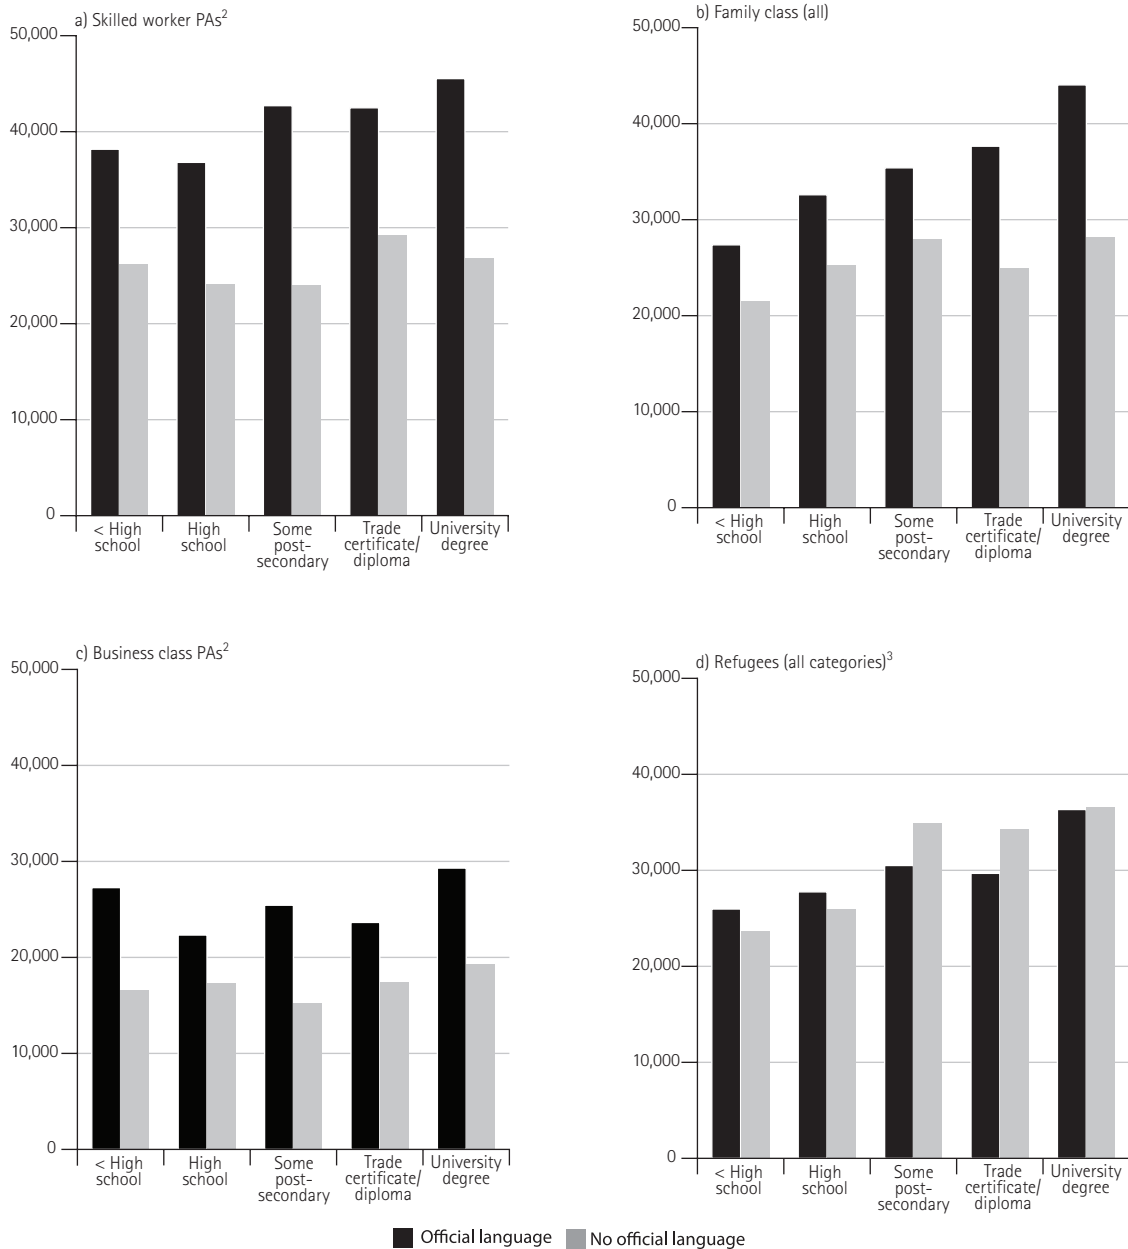 a) Skilled worker PAs²
50,000
40,000
30,000
20,000
10,000
0
< High school
High school
Some post-secondary
Trade certificate/diploma
University degree
b) Family class (all)
50,000
40,000
30,000
20,000
10,000
0
< High school
High school
Some post-secondary
Trade certificate/diploma
University degree
c) Business class PAs²
50,000
40,000
30,000
20,000
10,000
0
< High school
High school
Some post-secondary
Trade certificate/diploma
University degree
d) Refugees (all categories)³
50,000
40,000
30,000
20,000
10,000
0
< High school
High school
Some post-secondary
Trade certificate/diploma
University degree
Official language
No official language